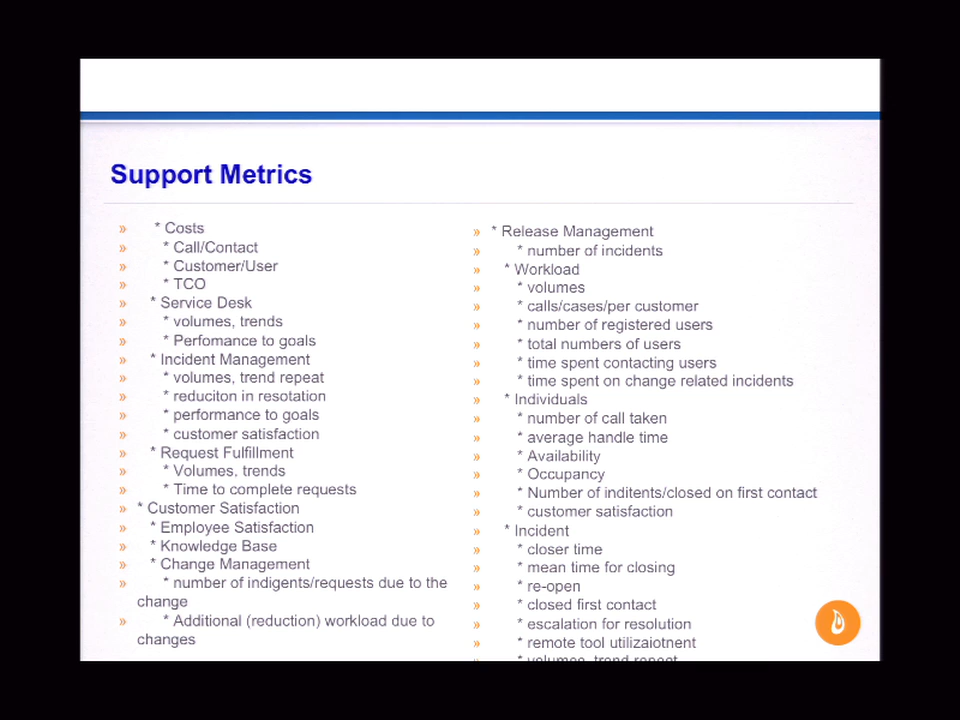 Support Metrics
» * Costs
» * Call/Contact
» * Customer/User
» * TCO
» * Service Desk
» * volumes, trends
» * Perfomance to goals
» * Incident Management
» * volumes, trend repeat
» * reduciton in resotation
» * performance to goals
» * customer satisfaction
» * Request Fulfillment
» * Volumes, trends
» * Time to complete requests
» * Customer Satisfaction
» * Employee Satisfaction
» * Knowledge Base
» * Change Management
» * number of indigents/requests due to the
change
» * Additional (reduction) workload due to
changes
» * Release Management
» * number of incidents
» * Workload
» * volumes
» * calls/cases/per customer
» * number of registered users
» * total numbers of users
» * time spent contacting users
» * time spent on change related incidents
» * Individuals
» * number of call taken
» * average handle time
» * Availability
» * Occupancy
» * Number of inditents/closed on first contact
» * customer satisfaction
» * Incident
» * closer time
» * mean time for closing
» * re-open
» * closed first contact
» * escalation for resolution
» * remote tool utilizaiotnent
» * volumes, trend repeat